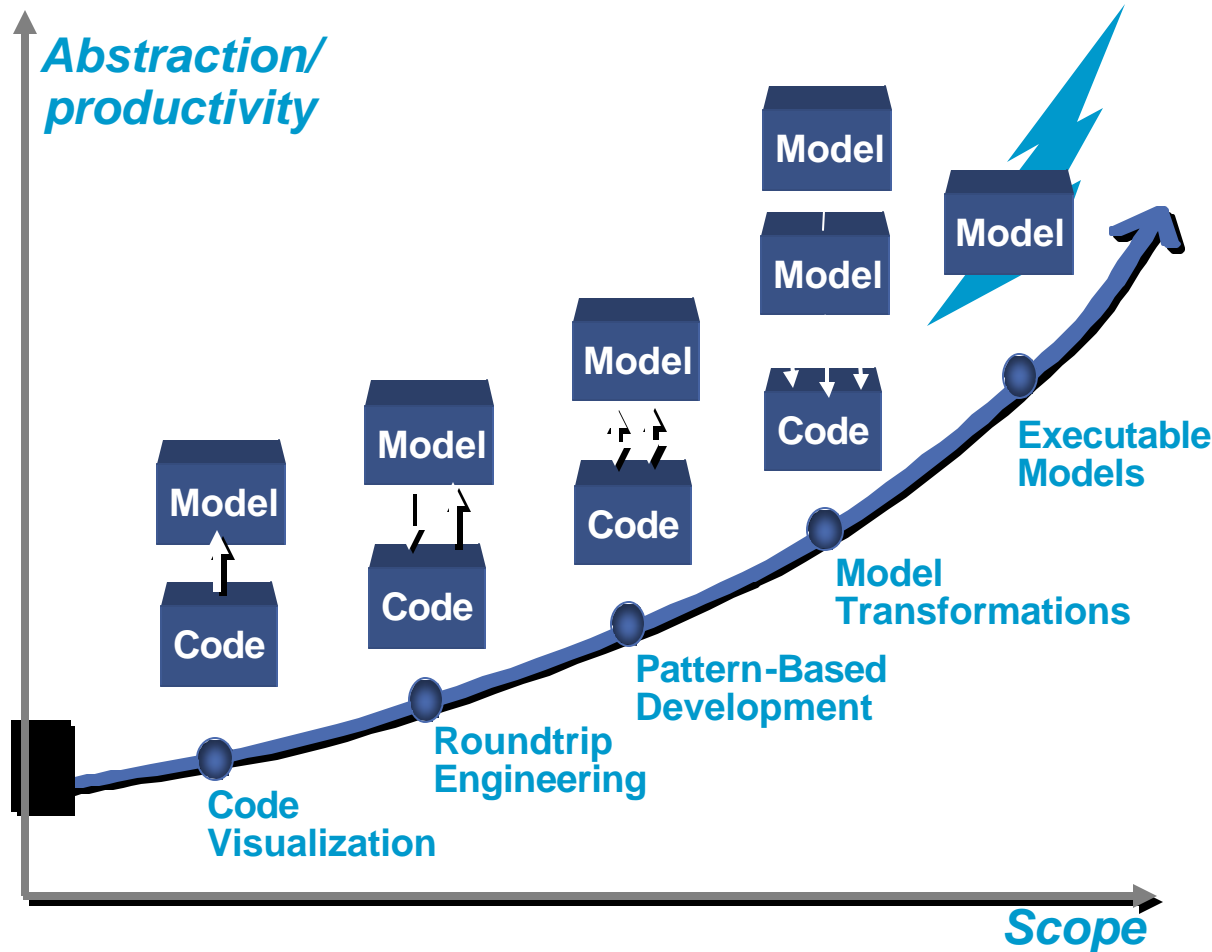 Abstraction/
productivity
Model
Code
Model
Code
Model
Code
Model
Model
Code
Model
Code
Visualization
Roundtrip
Engineering
Pattern-Based
Development
Model
Transformations
Executable
Models
Scope